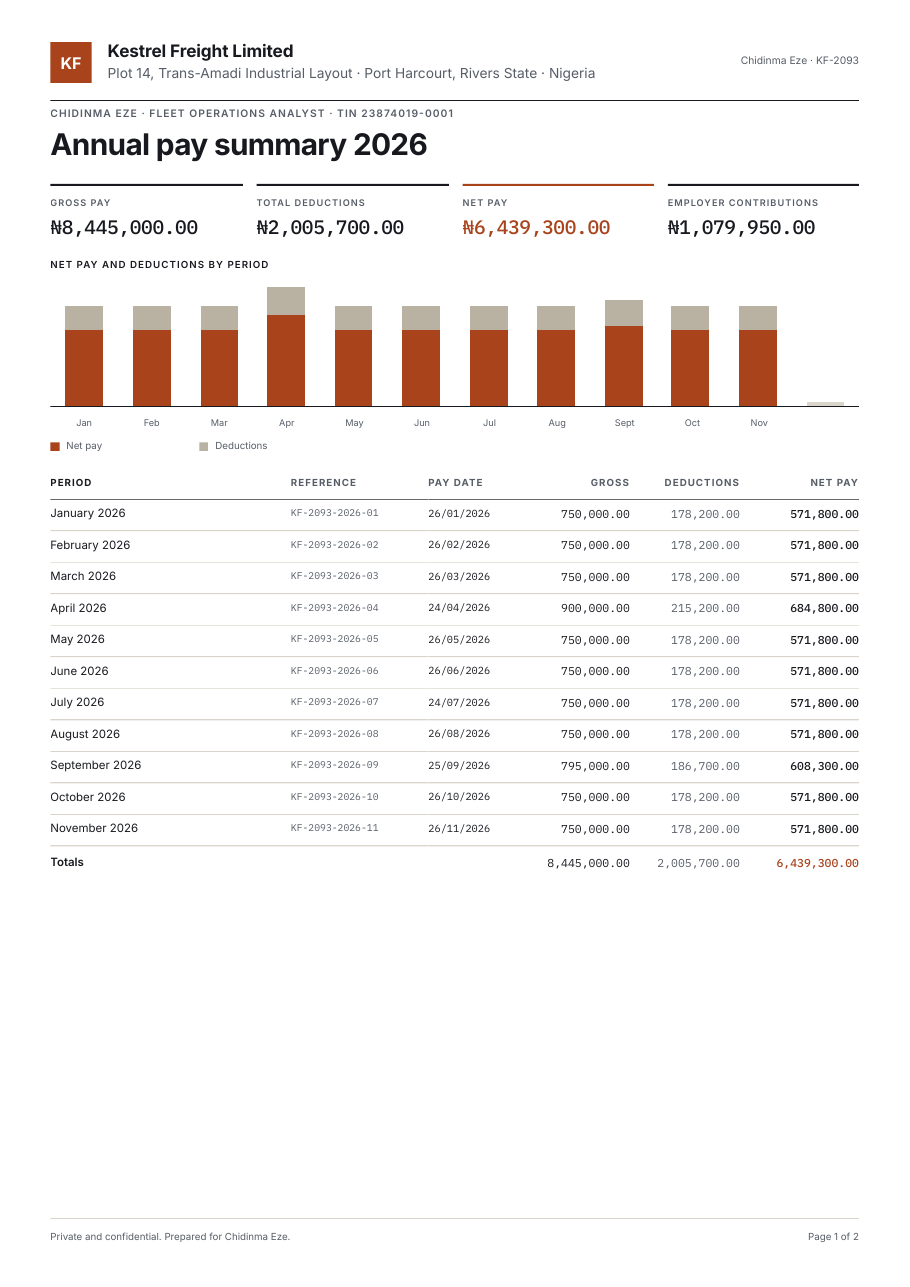 KF
Kestrel Freight Limited
Plot 14, Trans-Amadi Industrial Layout · Port Harcourt, Rivers State · Nigeria
Chidinma Eze · KF-2093
CHIDINMA EZE · FLEET OPERATIONS ANALYST · TIN 23874019-0001
Annual pay summary 2026
GROSS PAY TOTAL DEDUCTIONS NET PAY EMPLOYER CONTRIBUTIONS
₦8,445,000.00 ₦2,005,700.00 ₦6,439,300.00 ₦1,079,950.00
NET PAY AND DEDUCTIONS BY PERIOD
Jan Feb Mar Apr May Jun Jul Aug Sept Oct Nov
Net pay Deductions
PERIOD REFERENCE PAY DATE GROSS DEDUCTIONS NET PAY
January 2026 KF-2093-2026-01 26/01/2026 750,000.00 178,200.00 571,800.00
February 2026 KF-2093-2026-02 26/02/2026 750,000.00 178,200.00 571,800.00
March 2026 KF-2093-2026-03 26/03/2026 750,000.00 178,200.00 571,800.00
April 2026 KF-2093-2026-04 24/04/2026 900,000.00 215,200.00 684,800.00
May 2026 KF-2093-2026-05 26/05/2026 750,000.00 178,200.00 571,800.00
June 2026 KF-2093-2026-06 26/06/2026 750,000.00 178,200.00 571,800.00
July 2026 KF-2093-2026-07 24/07/2026 750,000.00 178,200.00 571,800.00
August 2026 KF-2093-2026-08 26/08/2026 750,000.00 178,200.00 571,800.00
September 2026 KF-2093-2026-09 25/09/2026 795,000.00 186,700.00 608,300.00
October 2026 KF-2093-2026-10 26/10/2026 750,000.00 178,200.00 571,800.00
November 2026 KF-2093-2026-11 26/11/2026 750,000.00 178,200.00 571,800.00
Totals 8,445,000.00 2,005,700.00 6,439,300.00
Private and confidential. Prepared for Chidinma Eze.
Page 1 of 2